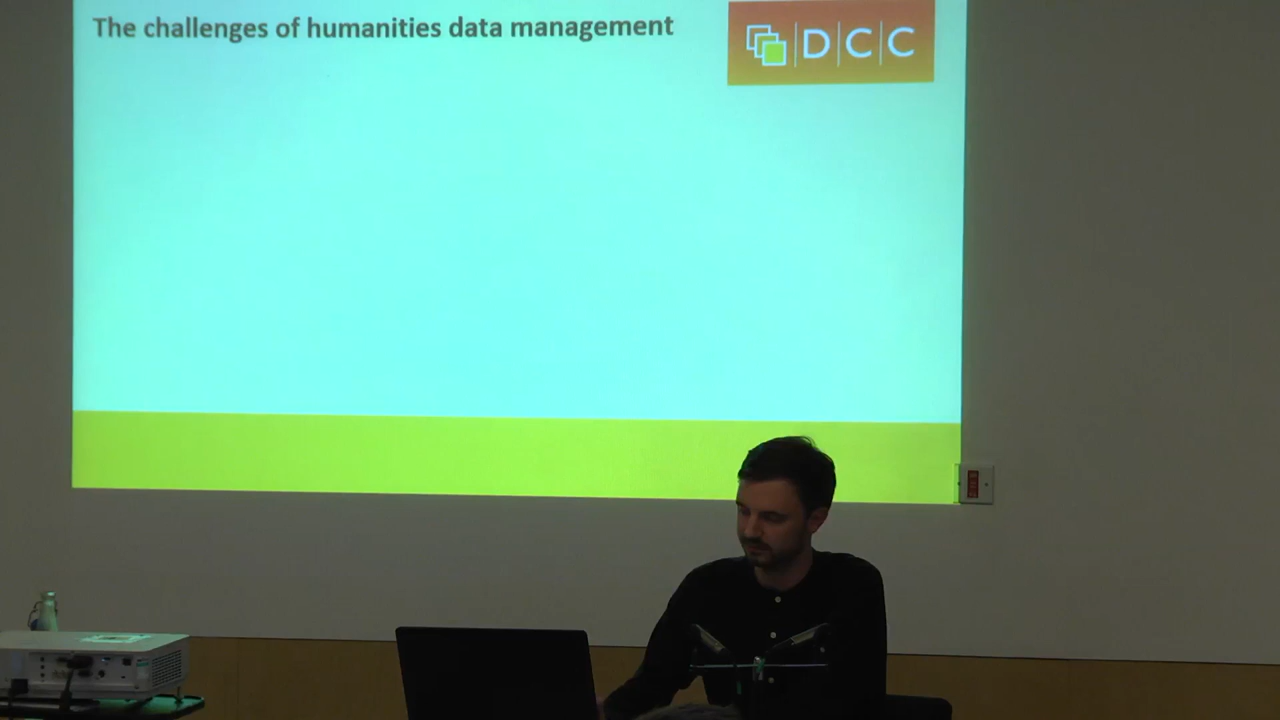 The challenges of humanities data management
DCC